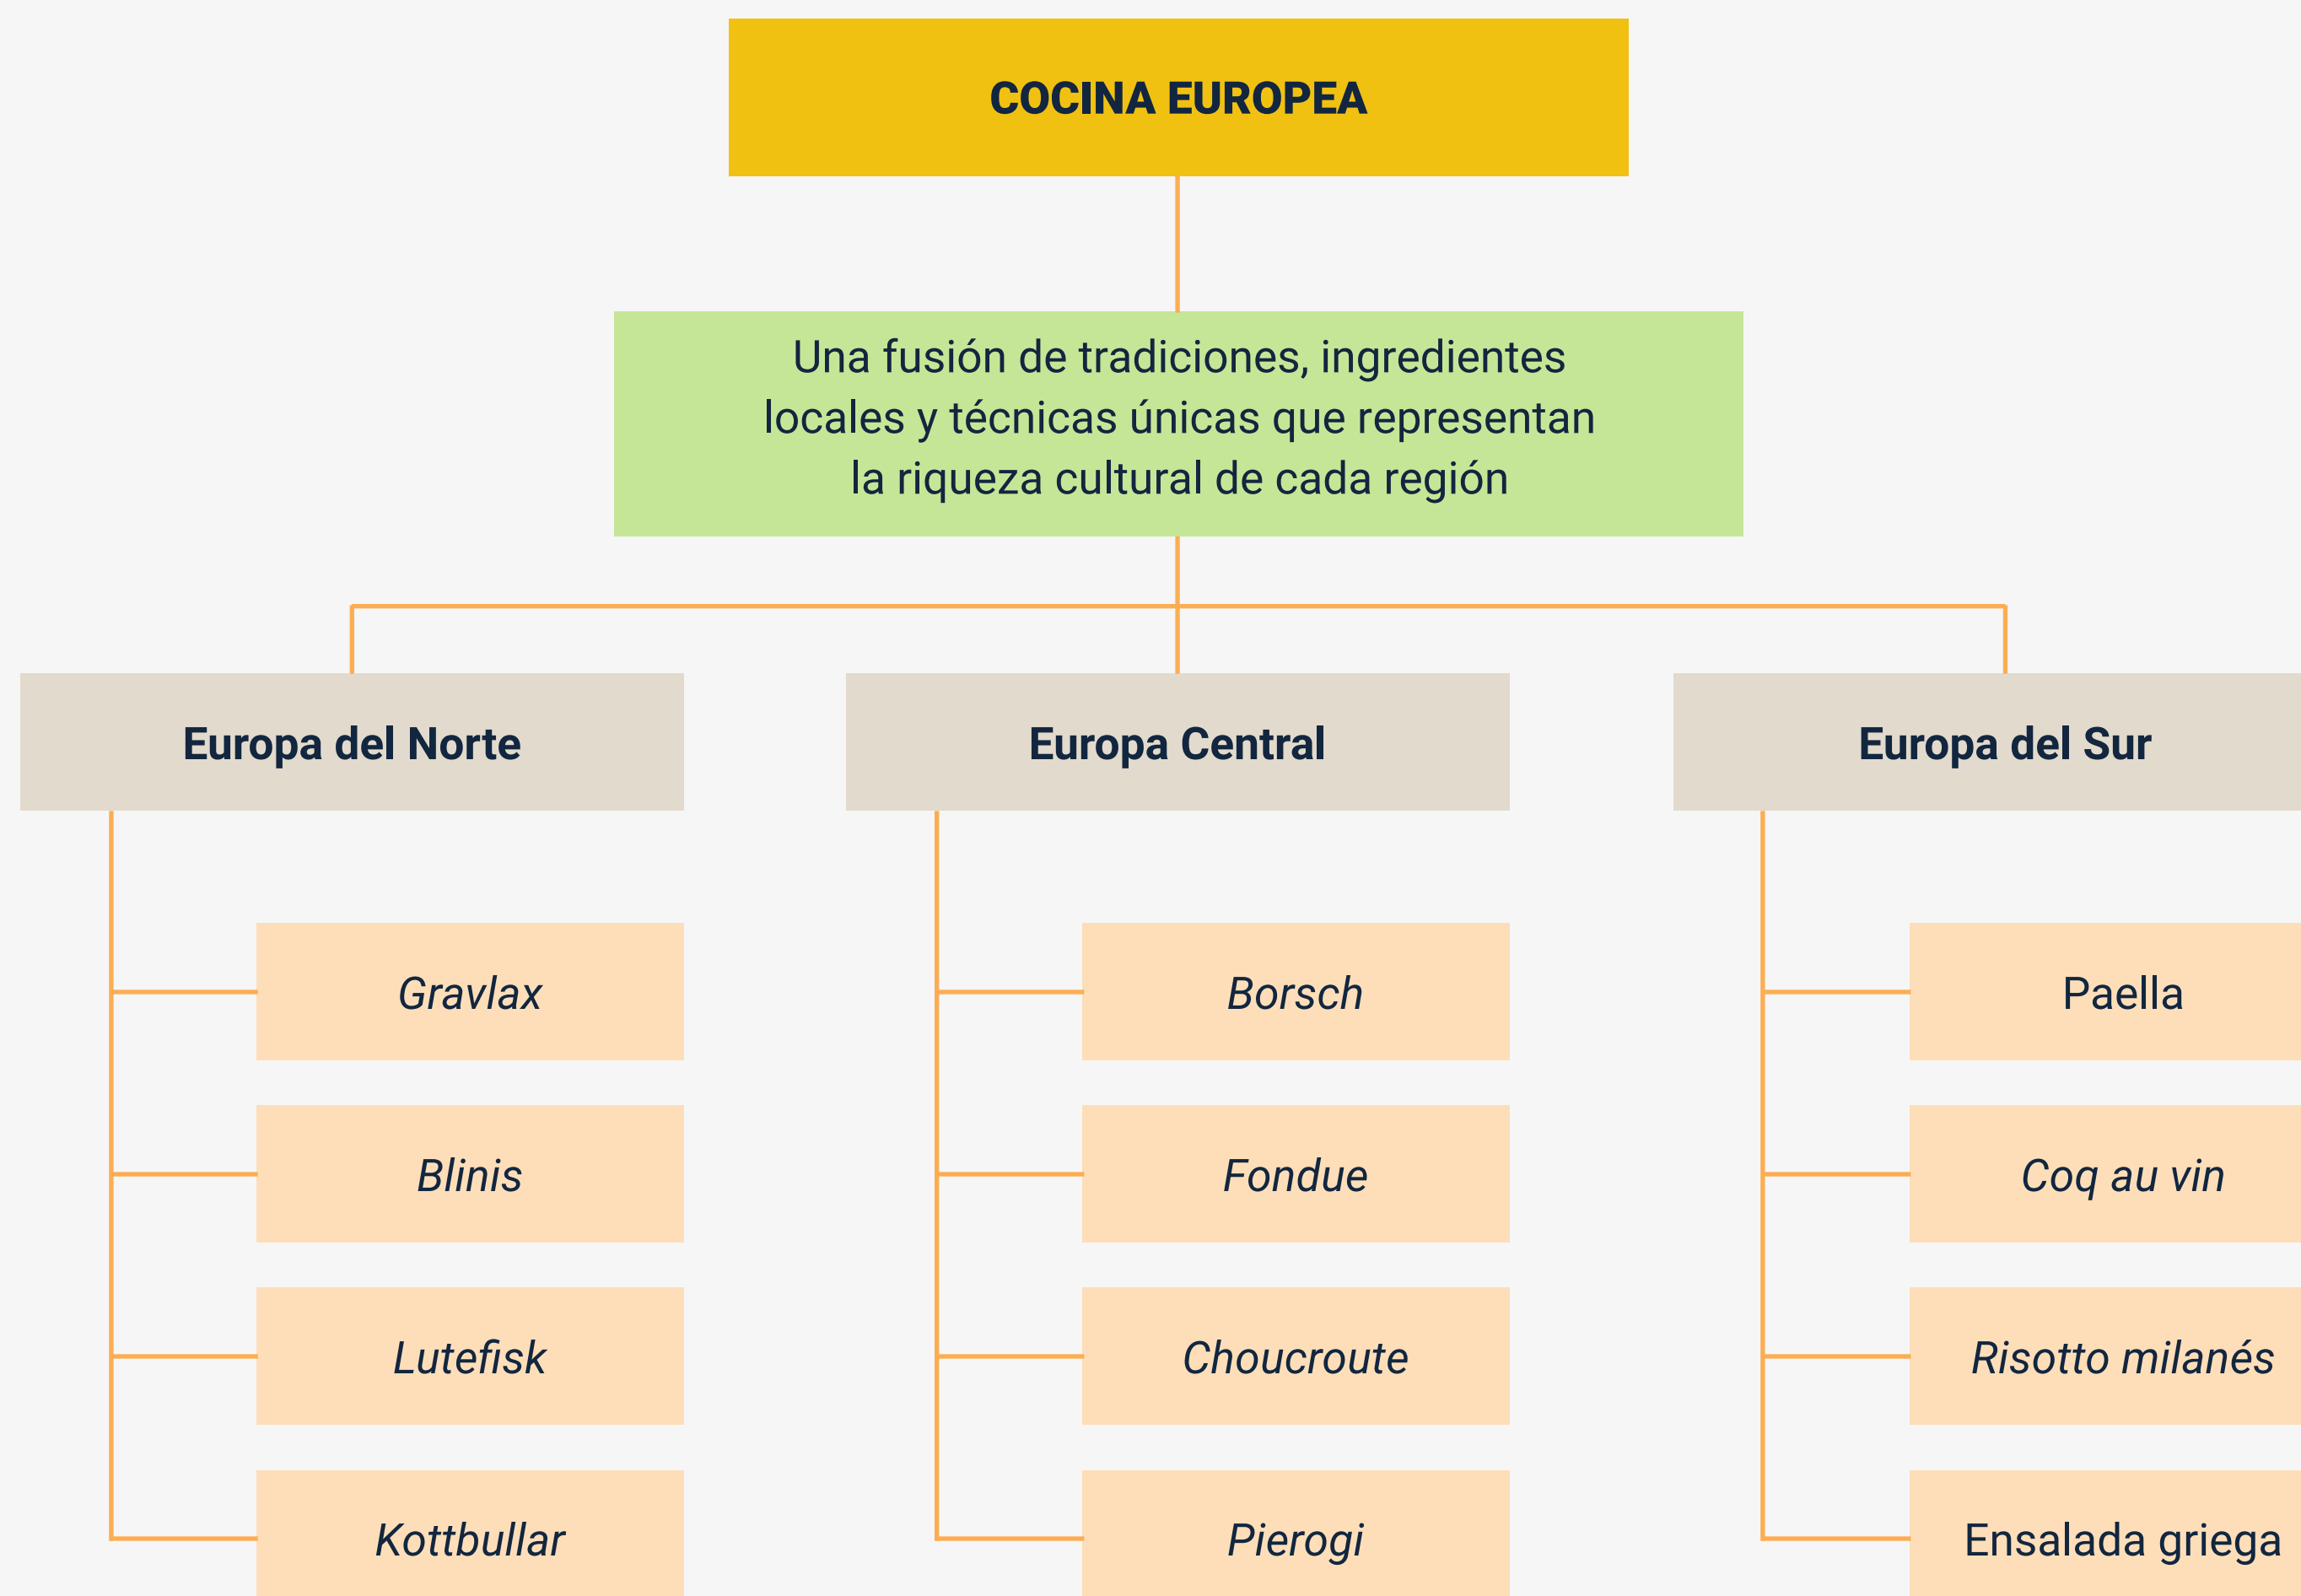 COCINA EUROPEA
Una fusión de tradiciones, ingredientes
locales y técnicas únicas que representan
la riqueza cultural de cada región
Europa del Norte
Gravlax
Blinis
Lutefisk
Kottbullar
Europa Central
Borsch
Fondue
Choucroute
Pierogi
Europa del Sur
Paella
Coq au vin
Risotto milanés
Ensalada griega